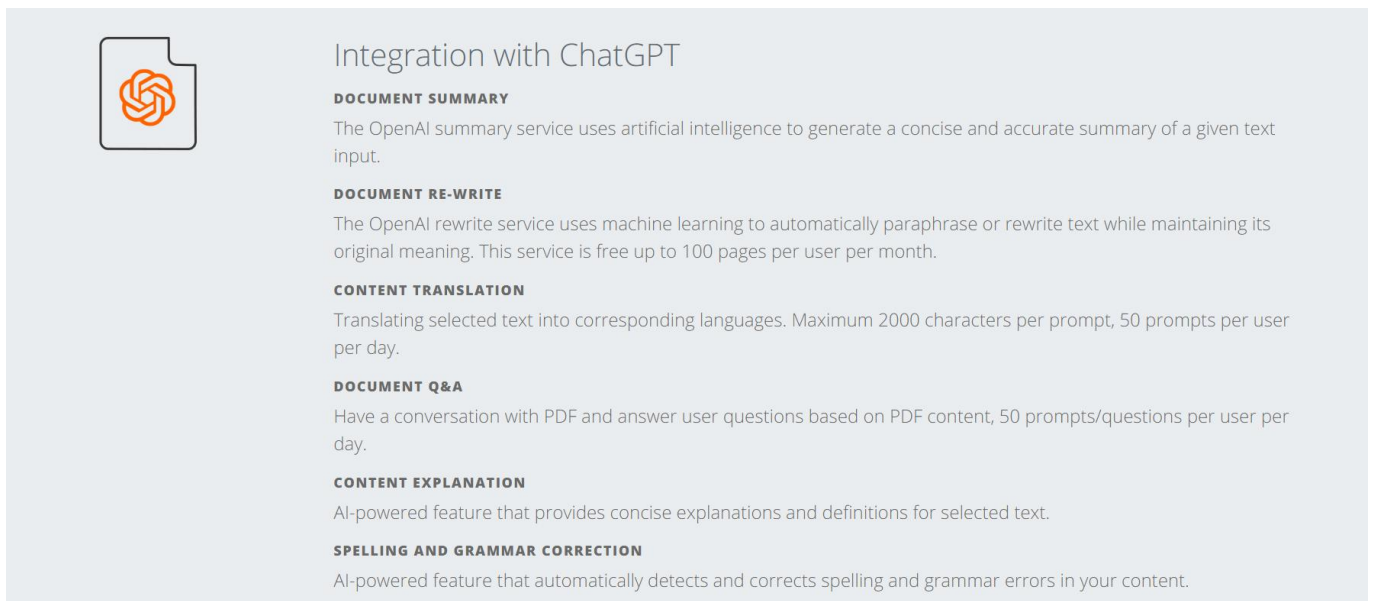 Integration with ChatGPT
DOCUMENT SUMMARY
The OpenAI summary service uses artificial intelligence to generate a concise and accurate summary of a given text
input.
DOCUMENT RE-WRITE
The OpenAI rewrite service uses machine learning to automatically paraphrase or rewrite text while maintaining its
original meaning. This service is free up to 100 pages per user per month.
CONTENT TRANSLATION
Translating selected text into corresponding languages. Maximum 2000 characters per prompt, 50 prompts per user
per day.
DOCUMENT Q&A
Have a conversation with PDF and answer user questions based on PDF content, 50 prompts/questions per user per
day.
CONTENT EXPLANATION
AI-powered feature that provides concise explanations and definitions for selected text.
SPELLING AND GRAMMAR CORRECTION
AI-powered feature that automatically detects and corrects spelling and grammar errors in your content.